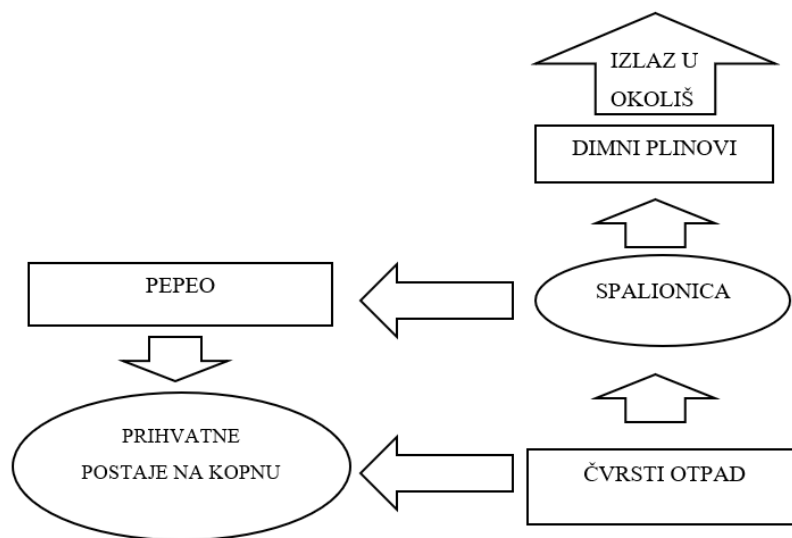 IZLAZ U
OKOLIŠ
DIMNI PLINOVI
PEPEO
SPALIONICA
PRIHVATNE
POSTAJE NA KOPNU
ČVRSTI OTPAD